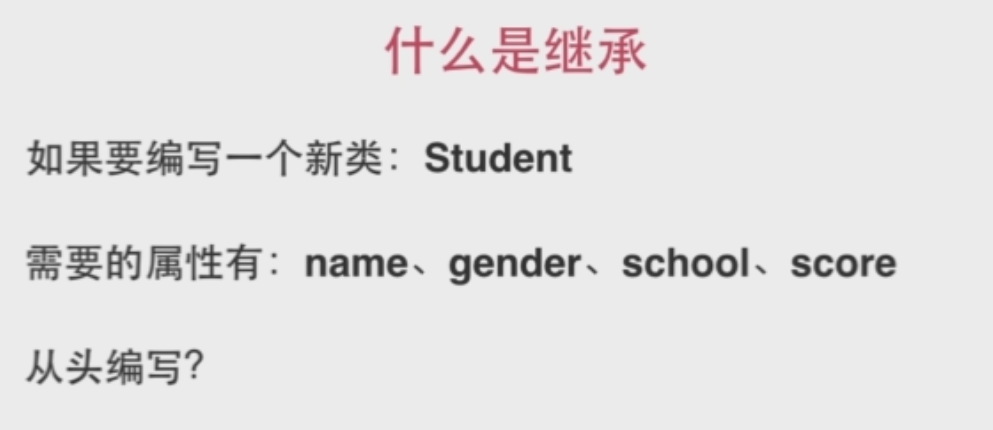 什么是继承
如果要编写一个新类：Student
需要的属性有：name、gender、school、score
从头编写？